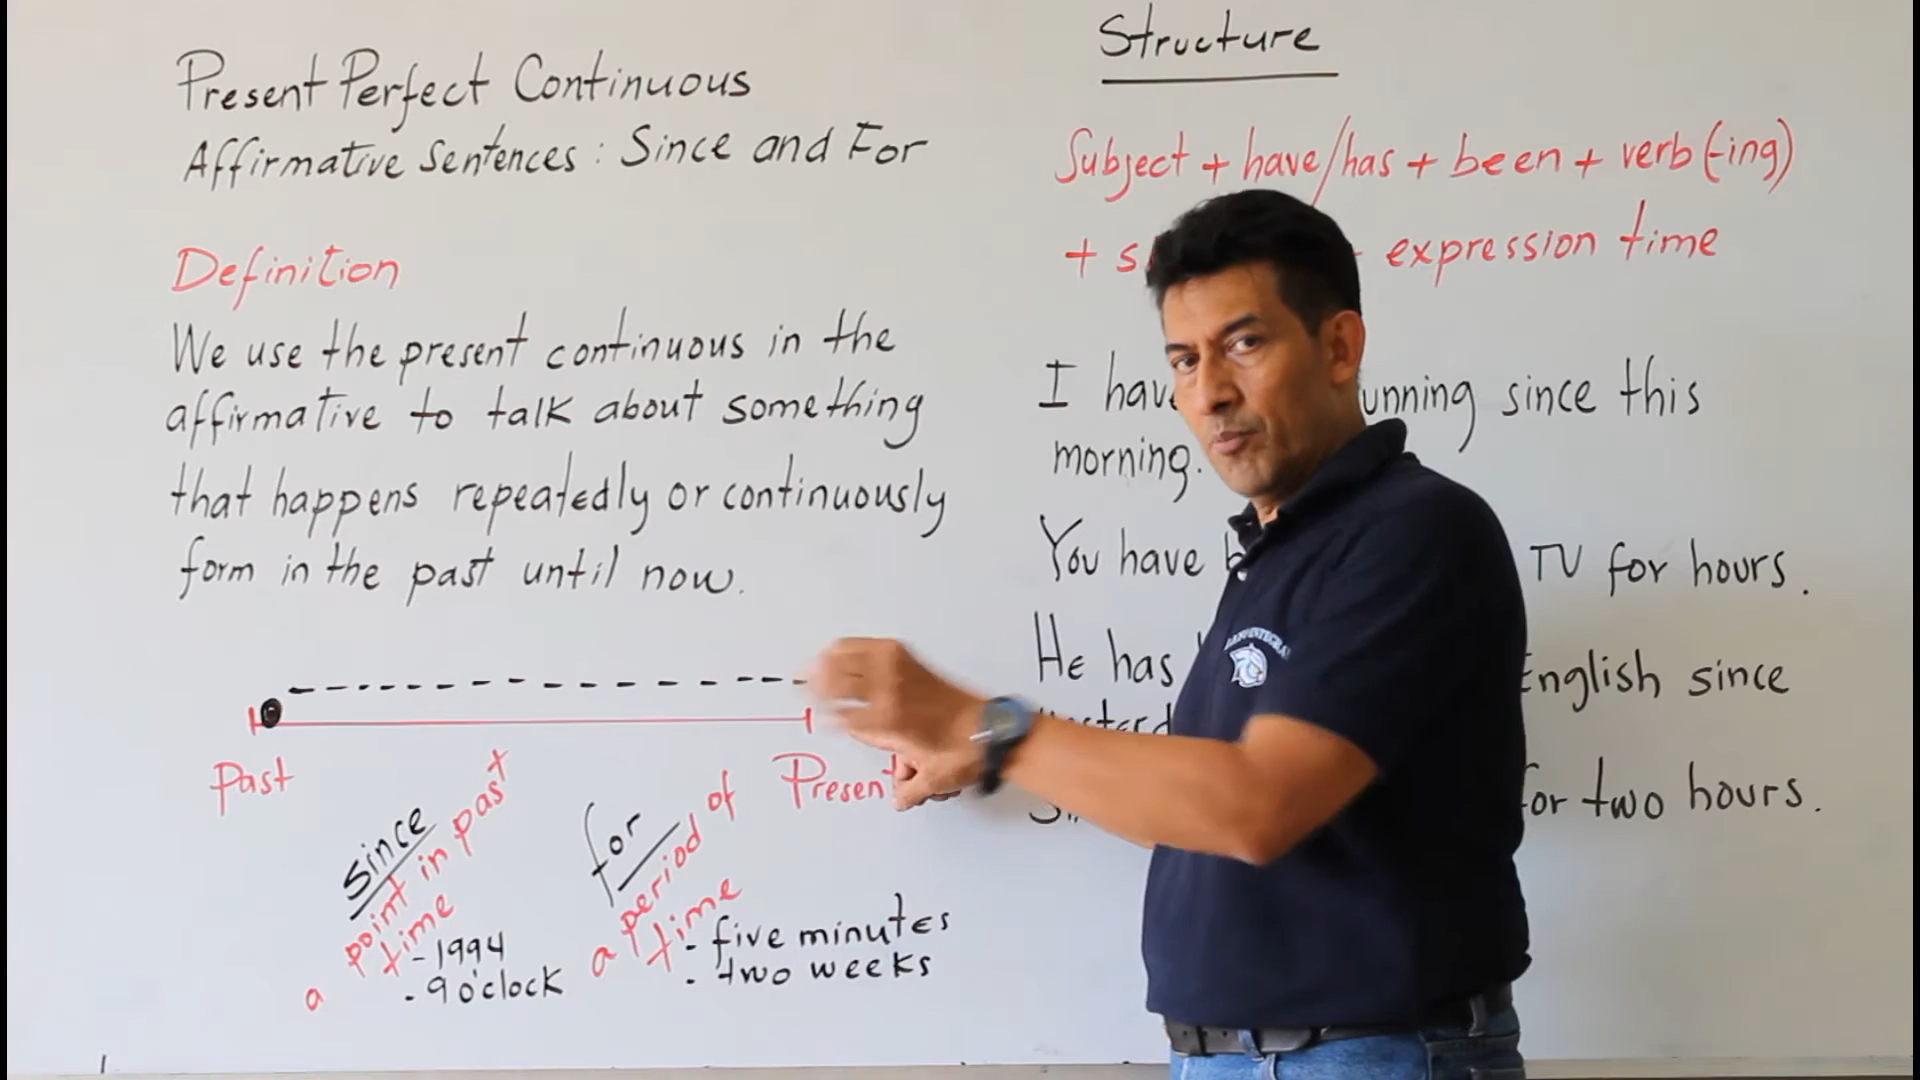 Present Perfect Continuous
Affirmative Sentences: Since and For
Definition
We use the present continuous in the
affirmative to talk about something
that happens repeatedly or continuously
form in the past until now.
Past
Present
since
a point in past
time
- 1994
- 9 o'clock
for
a period of
time
- five minutes
- two weeks
Structure
Subject + have/has + been + verb (-ing)
+ expression time
I have running since this
morning.
You have TV for hours.
He has English since
for two hours.